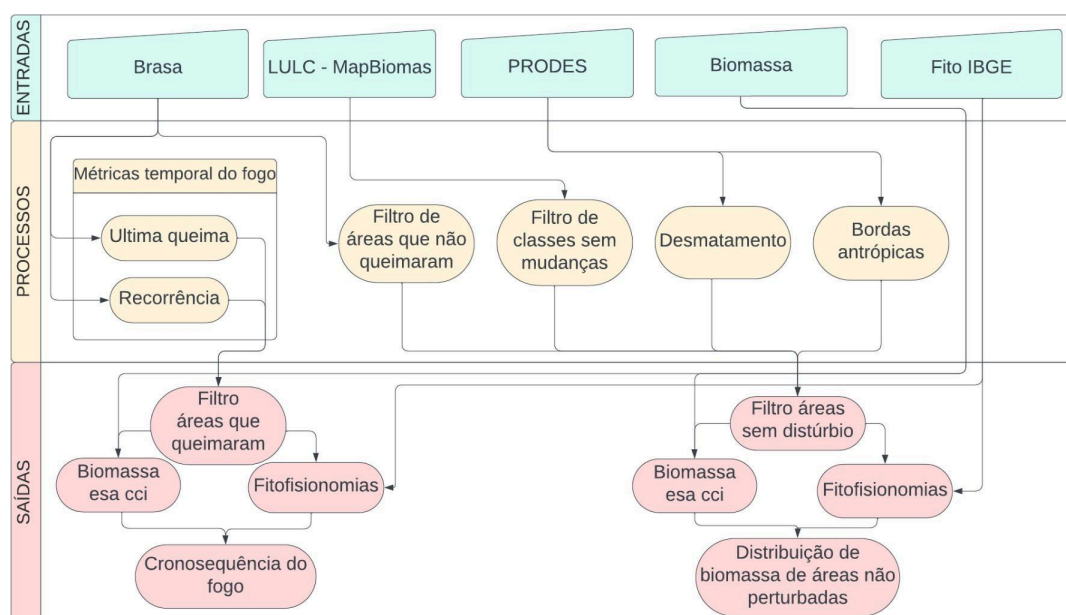 ENTRADAS
Brasa
LULC - MapBiomas
PRODES
Biomassa
Fito IBGE
PROCESSOS
Métricas temporal do fogo
Ultima queima
Recorrência
Filtro de
áreas que não
queimaram
Filtro de
classes sem
mudanças
Desmatamento
Bordas
antrópicas
SAÍDAS
Filtro
áreas que
queimaram
Biomassa
esa cci
Fitofisionomias
Cronosequência do
fogo
Filtro áreas
sem distúrbio
Biomassa
esa cci
Fitofisionomias
Distribuição de
biomassa de áreas não
perturbadas